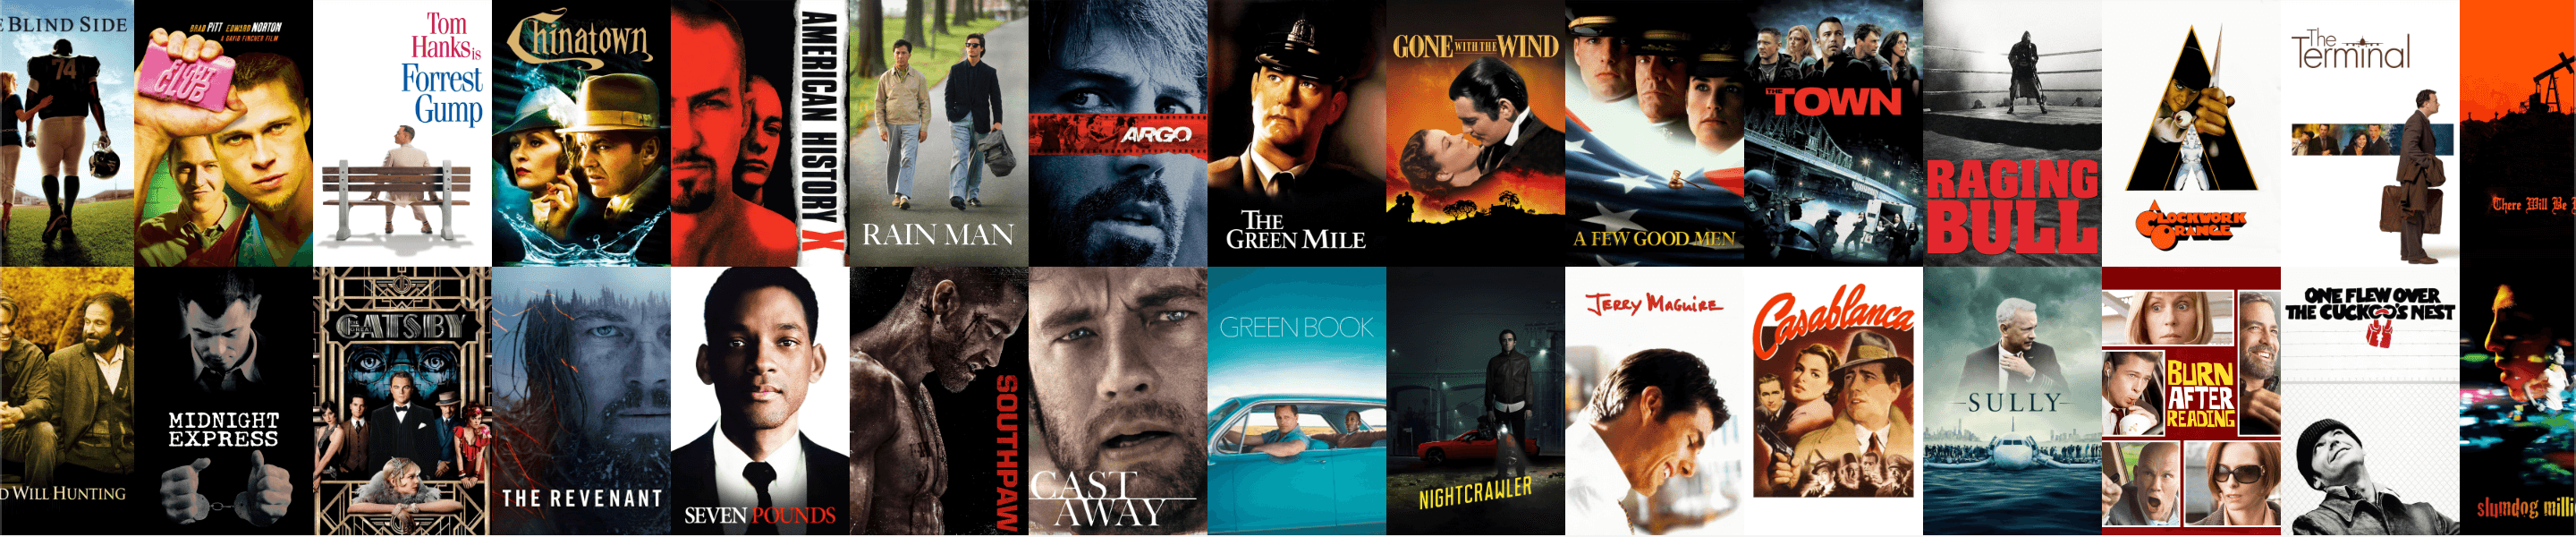 E BLIND SIDE
BRAD PITT EDWARD NORTON
A DAVID FINCHER FILM
FIGHT
CLUB
Tom
Hanks is
Forrest
Gump
Chinatown
AMERICAN HISTORY X
RAIN MAN
ARGO
THE
GREEN MILE
GONE WITH THE WIND
A FEW GOOD MEN
THE
TOWN
RAGING
BULL
A
CLOCKWORK
ORANGE
The
Terminal
There Will Be
D WILL HUNTING
MIDNIGHT
EXPRESS
GATSBY
THE REVENANT
SEVEN POUNDS
SOUTHPAW
CAST
AWAY
GREEN BOOK
NIGHTCRAWLER
JERRY MAGUIRE
Casablanca
SULLY
BURN
AFTER
READING
ONE FLEW OVER
THE CUCKOO'S NEST
slumdog milli